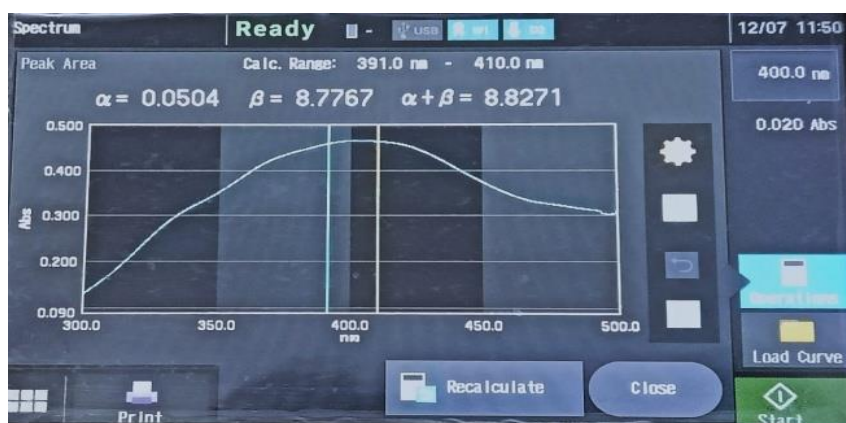 Spectrum Ready - USB 12/07 11:50
Peak Area Calc. Range: 391.0 nm - 410.0 nm
400.0 nm
α = 0.0504 β = 8.7767 α+β = 8.8271
0.020 Abs
0.500
0.400
0.300
0.200
0.090
Abs
300.0 350.0 400.0 450.0 500.0
nm
Operations
Load Curve
Recalculate Close
Print Start